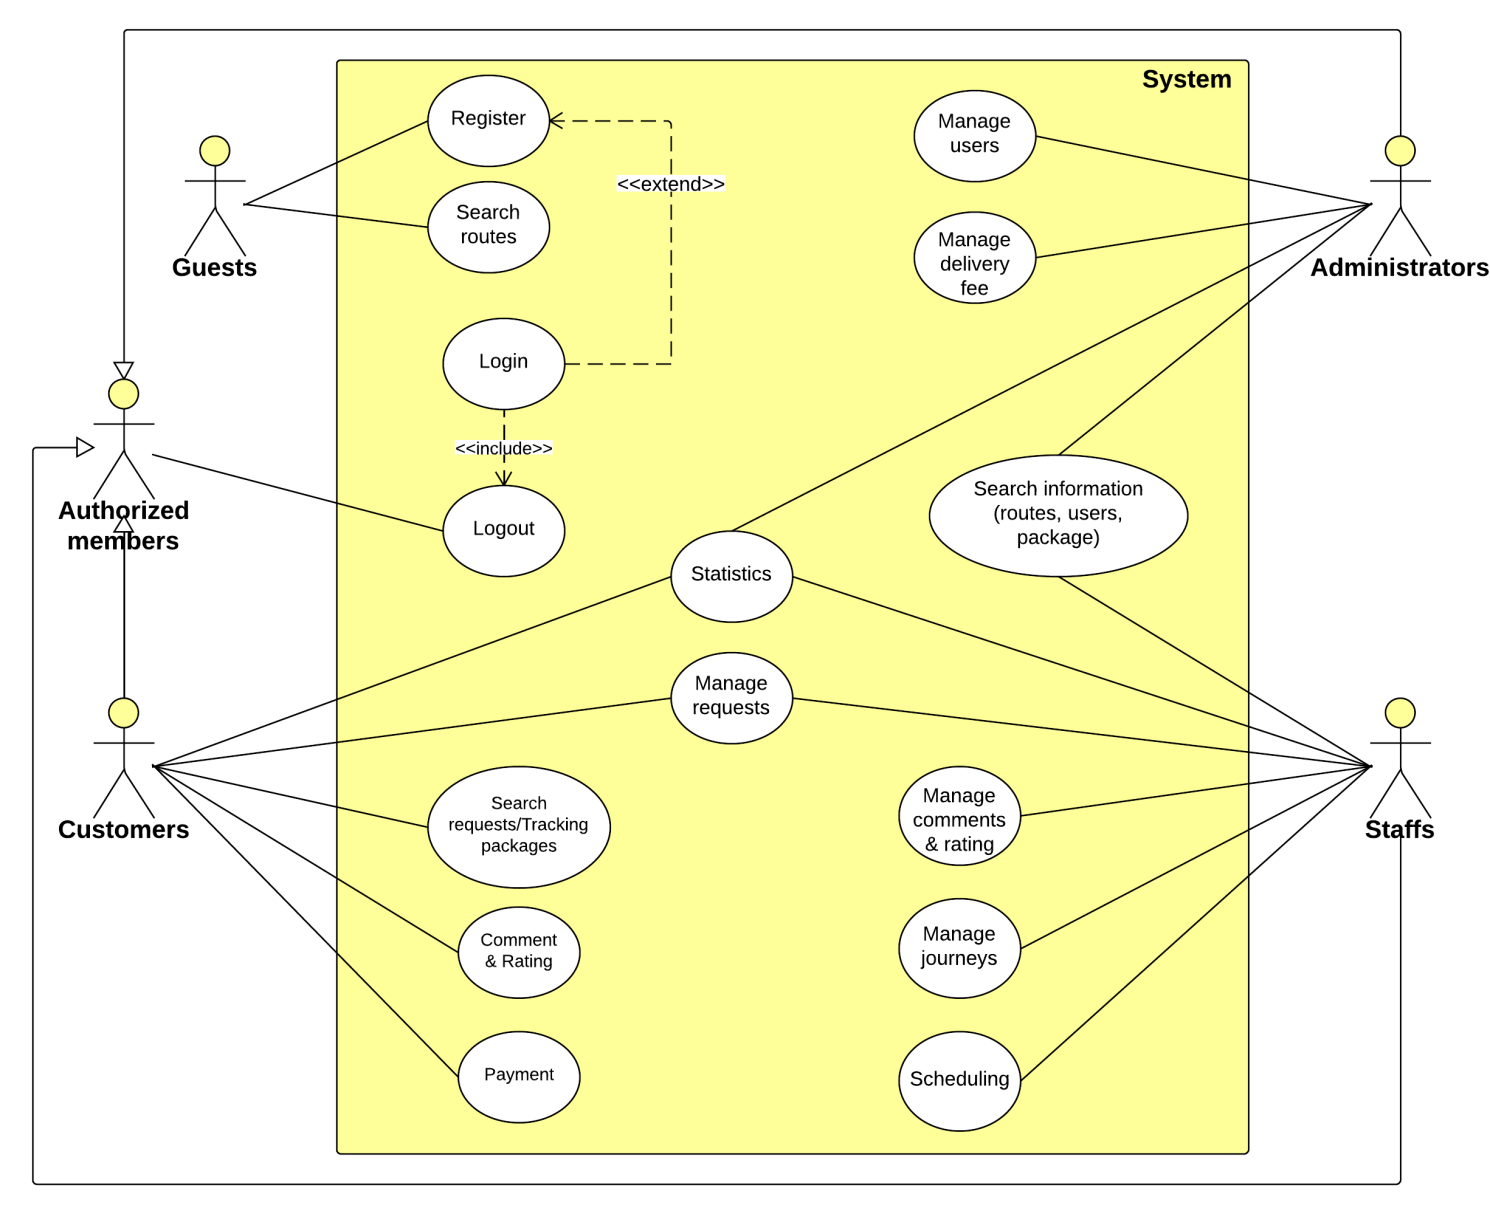 System
Register
Manage
users
<<extend>>
Search
routes
Manage
delivery
fee
Guests
Administrators
Login
<<include>>
Authorized
members
Logout
Search information
(routes, users,
package)
Statistics
Manage
requests
Customers
Staffs
Search
requests/Tracking
packages
Manage
comments
& rating
Comment
& Rating
Manage
journeys
Payment
Scheduling